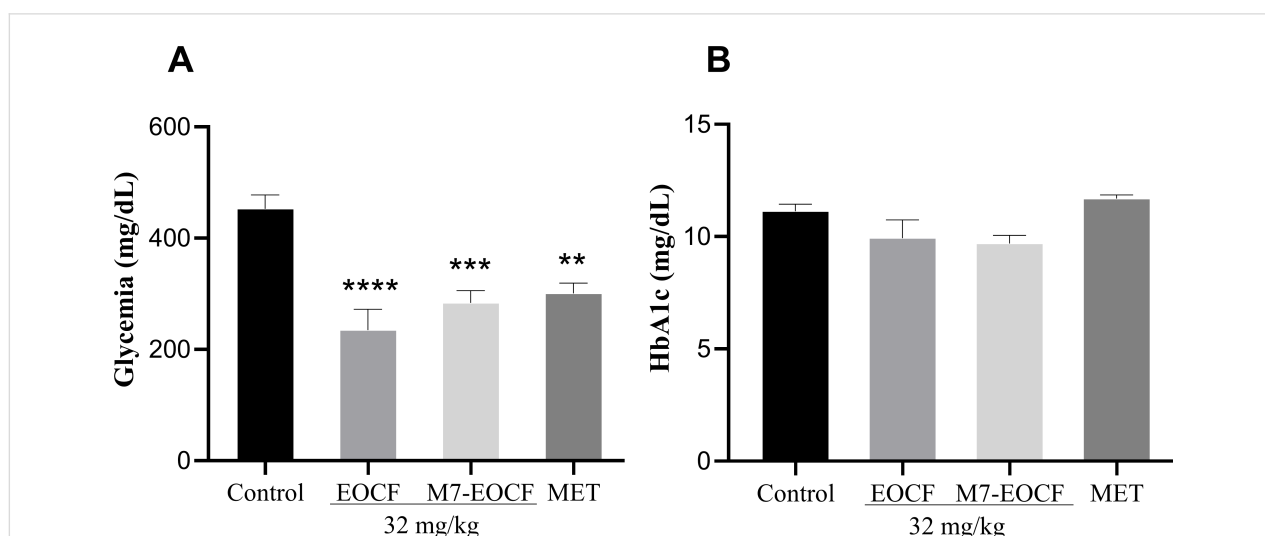 A
Glycemia (mg/dL)
600
400
200
0
****
***
**
Control EOCF M7-EOCF MET
32 mg/kg
B
HbA1c (mg/dL)
15
10
5
0
Control EOCF M7-EOCF MET
32 mg/kg